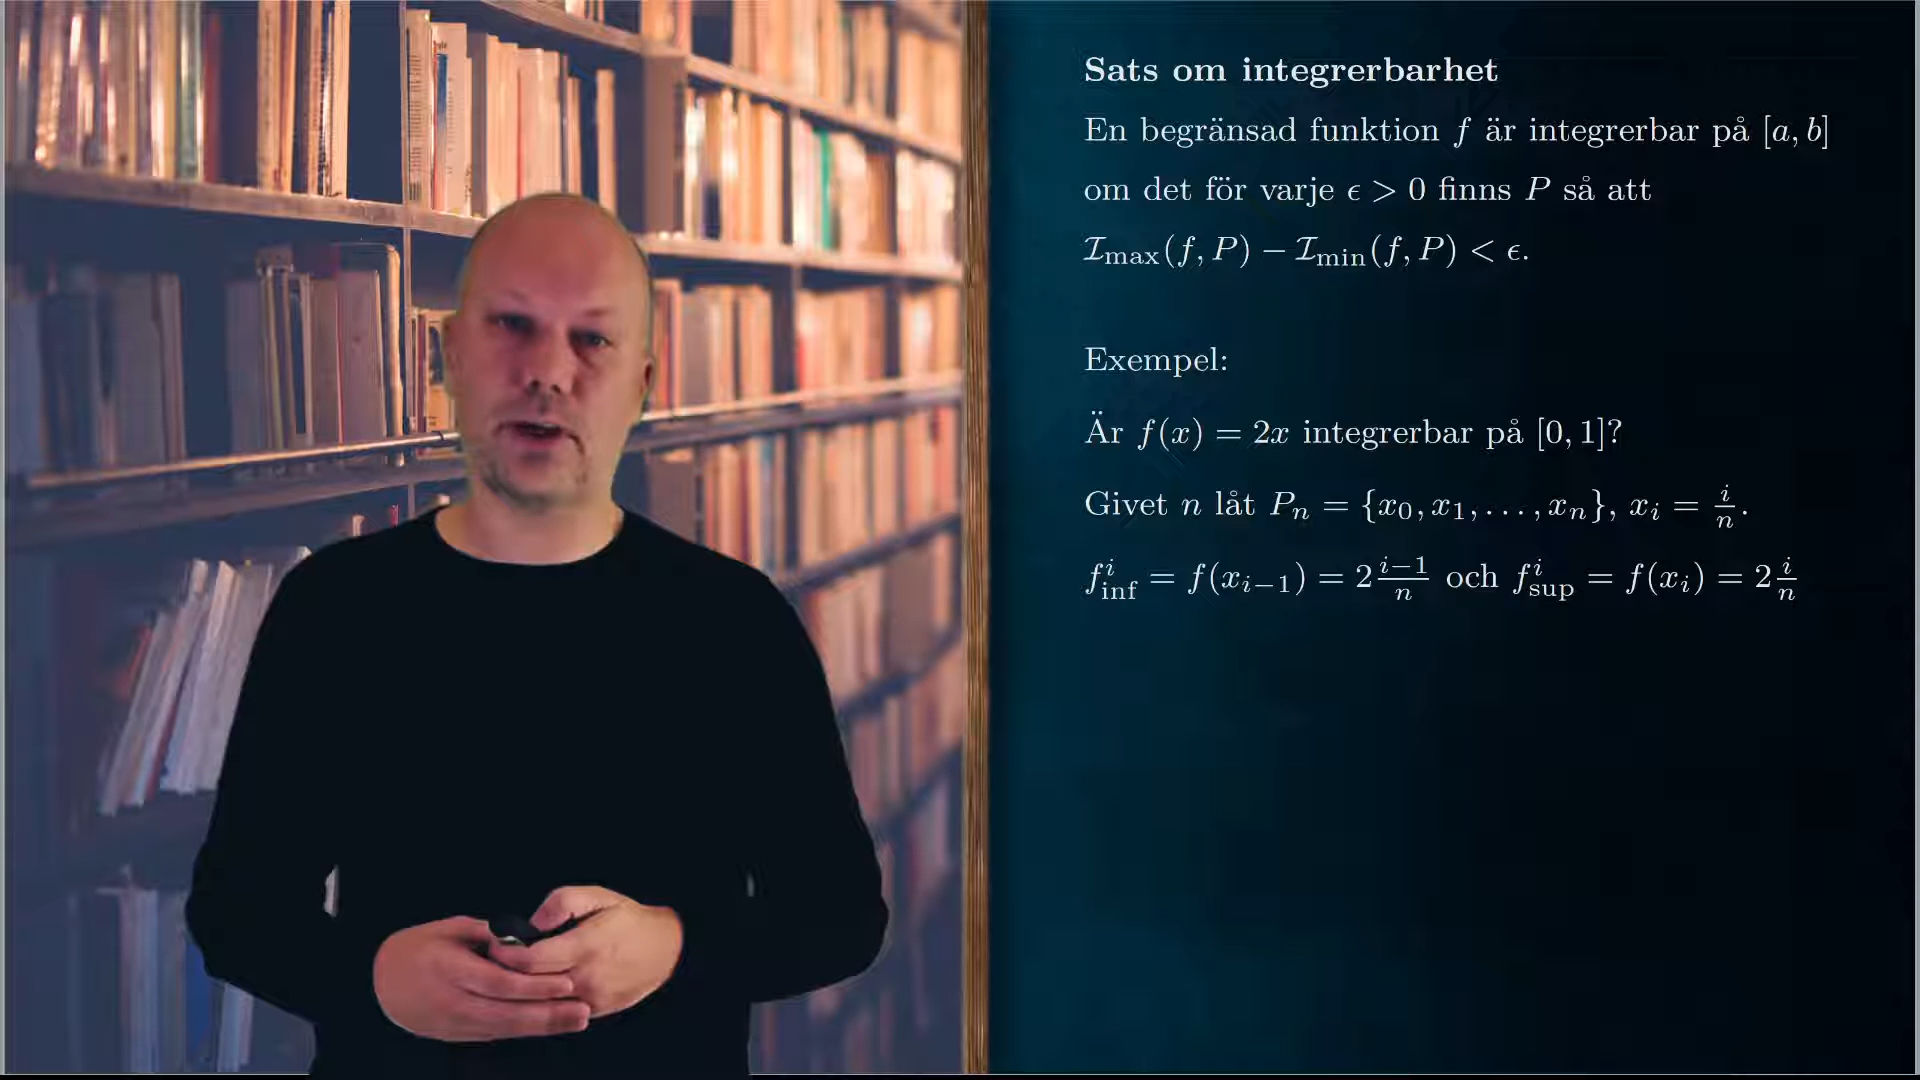 Sats om integrerbarhet
En begränsad funktion f är integrerbar på [a, b]
om det för varje ϵ > 0 finns P så att
ℐ_max(f, P) − ℐ_min(f, P) < ϵ.
Exempel:
Är f(x) = 2x integrerbar på [0, 1]?
Givet n låt P_n = {x_0, x_1, . . . , x_n}, x_i = i/n.
f^i_inf = f(x_{i−1}) = 2 (i−1)/n och f^i_sup = f(x_i) = 2 i/n